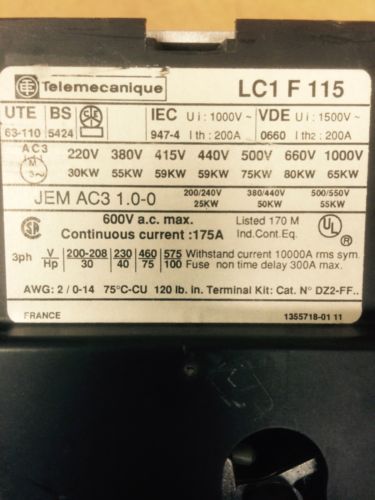 Telemecanique LC1 F 115
UTE BS IEC Ui : 1000V~ VDE Ui : 1500V~
63-110 5424 947-4 Ith : 200A 0660 Ith2 : 200A
AC3 220V 380V 415V 440V 500V 660V 1000V
M 3~ 30KW 55KW 59KW 59KW 75KW 80KW 65KW
JEM AC3 1.0-0 200/240V 380/440V 500/550V
25KW 50KW 55KW
600V a.c. max. Listed 170 M
Continuous current :175A Ind.Cont.Eq.
3ph V 200-208 230 460 575 Withstand current 10000A rms sym.
Hp 30 40 75 100 Fuse non time delay 300A max.
AWG: 2 / 0-14 75°C-CU 120 lb. in. Terminal Kit: Cat. N° DZ2-FF..
FRANCE 1355718-01 11